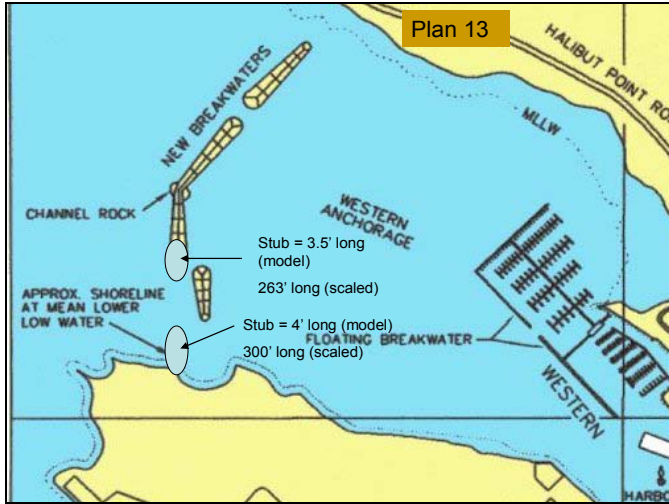 Plan 13
HALIBUT POINT RO
NEW BREAKWATERS
MLLW
CHANNEL ROCK
WESTERN
ANCHORAGE
Stub = 3.5' long
(model)
263' long (scaled)
APPROX. SHORELINE
AT MEAN LOWER
LOW WATER
Stub = 4' long (model)
300' long (scaled)
FLOATING BREAKWATER
WESTERN
HARBO